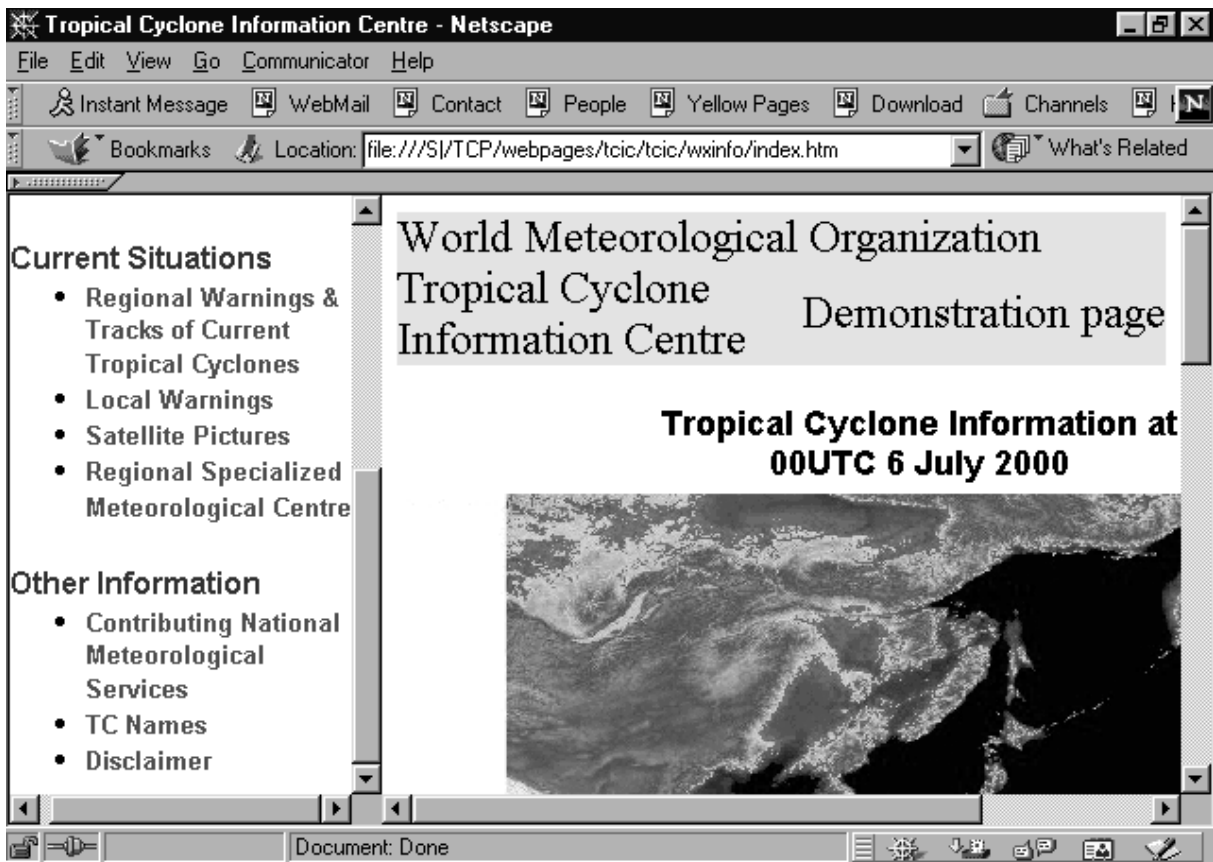 Tropical Cyclone Information Centre - Netscape
File Edit View Go Communicator Help
Instant Message WebMail Contact People Yellow Pages Download Channels
Bookmarks Location: file:///S|/TCP/webpages/tcic/tcic/wxinfo/index.htm What's Related
Current Situations
• Regional Warnings &
Tracks of Current
Tropical Cyclones
• Local Warnings
• Satellite Pictures
• Regional Specialized
Meteorological Centre
Other Information
• Contributing National
Meteorological
Services
• TC Names
• Disclaimer
World Meteorological Organization
Tropical Cyclone
Information Centre
Demonstration page
Tropical Cyclone Information at
00UTC 6 July 2000
Document: Done